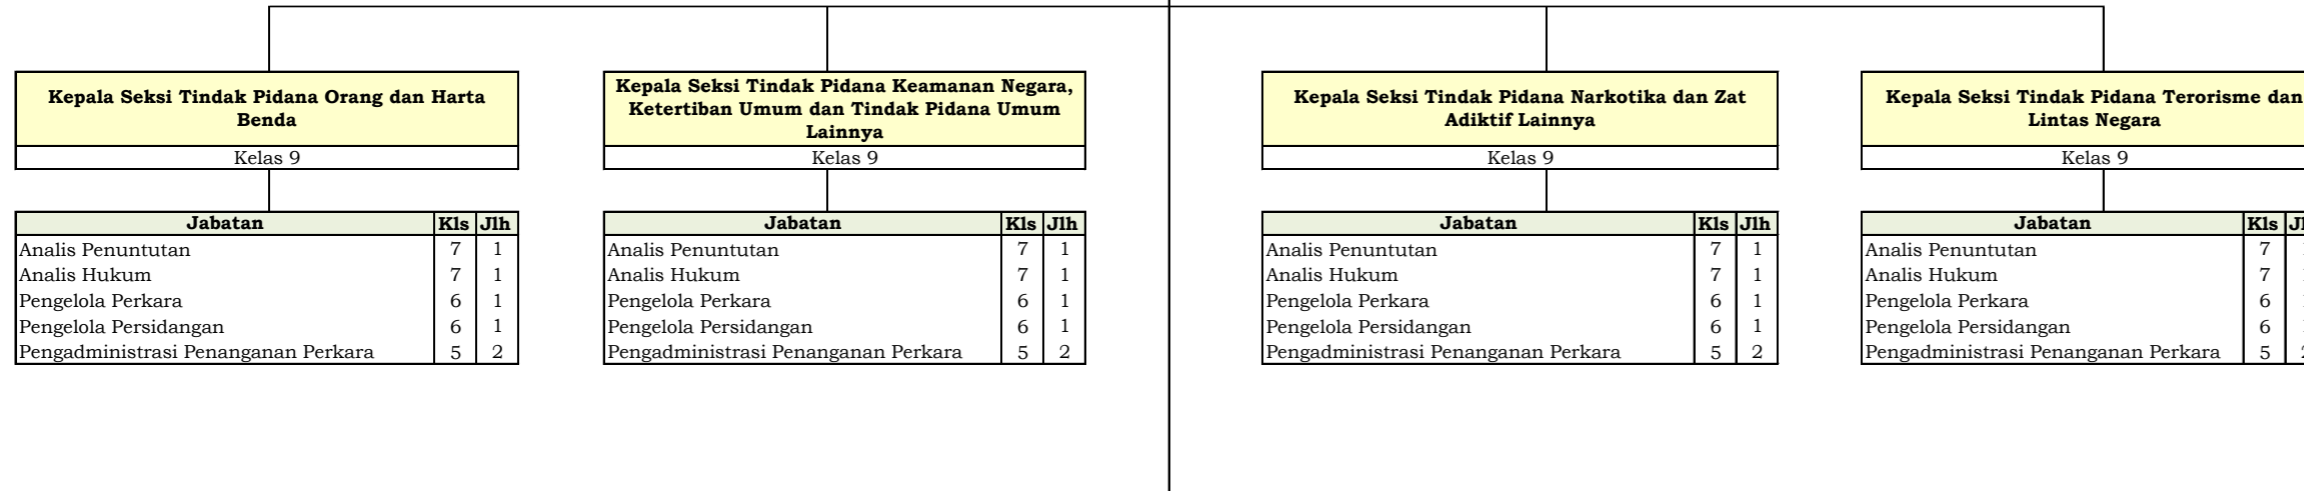 Kepala Seksi Tindak Pidana Orang dan Harta
Benda
Kelas 9
Jabatan Kls Jlh
Analis Penuntutan 7 1
Analis Hukum 7 1
Pengelola Perkara 6 1
Pengelola Persidangan 6 1
Pengadministrasi Penanganan Perkara 5 2
Kepala Seksi Tindak Pidana Keamanan Negara,
Ketertiban Umum dan Tindak Pidana Umum
Lainnya
Kelas 9
Jabatan Kls Jlh
Analis Penuntutan 7 1
Analis Hukum 7 1
Pengelola Perkara 6 1
Pengelola Persidangan 6 1
Pengadministrasi Penanganan Perkara 5 2
Kepala Seksi Tindak Pidana Narkotika dan Zat
Adiktif Lainnya
Kelas 9
Jabatan Kls Jlh
Analis Penuntutan 7 1
Analis Hukum 7 1
Pengelola Perkara 6 1
Pengelola Persidangan 6 1
Pengadministrasi Penanganan Perkara 5 2
Kepala Seksi Tindak Pidana Terorisme dan
Lintas Negara
Kelas 9
Jabatan Kls
Analis Penuntutan 7
Analis Hukum 7
Pengelola Perkara 6
Pengelola Persidangan 6
Pengadministrasi Penanganan Perkara 5